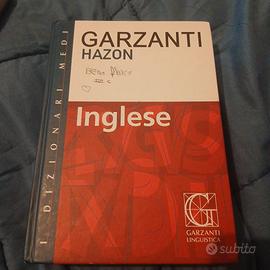 GARZANTI
HAZON
I DIZIONARI MEDI
Inglese
G
GARZANTI
LINGUISTICA
subito